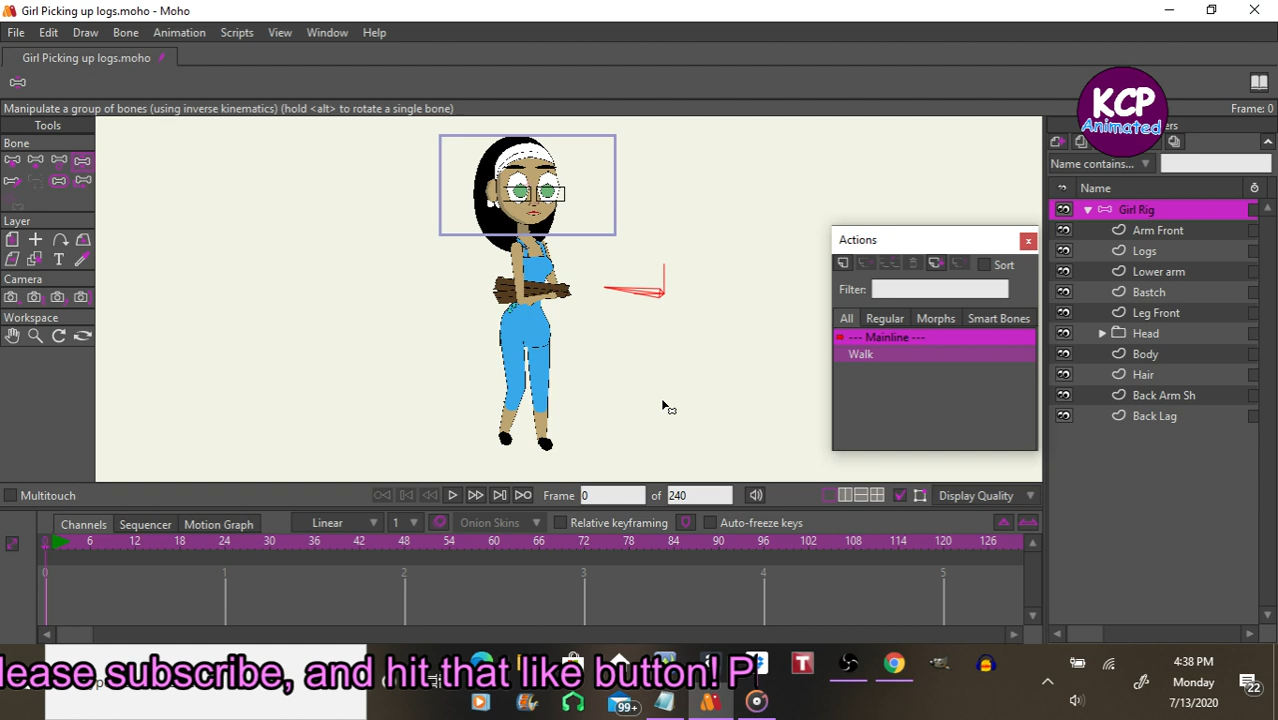 Girl Picking up logs.moho - Moho
File Edit Draw Bone Animation Scripts View Window Help
Girl Picking up logs.moho
Manipulate a group of bones (using inverse kinematics) (hold <alt> to rotate a single bone)
Frame: 0
KCP
Animated
Tools
Bone
Layer
Camera
Workspace
Name contains...
Name
Girl Rig
Arm Front
Logs
Lower arm
Bastch
Leg Front
Head
Body
Hair
Back Arm Sh
Back Lag
Actions
Sort
Filter:
All Regular Morphs Smart Bones
--- Mainline ---
Walk
Multitouch
Frame 0 of 240
Display Quality
Channels Sequencer Motion Graph Linear 1 Onion Skins Relative keyframing Auto-freeze keys
0 6 12 18 24 30 36 42 48 54 60 66 72 78 84 90 96 102 108 114 120 126
0 1 2 3 4 5
lease subscribe, and hit that like button! P
T
99+
4:38 PM
Monday
7/13/2020
22